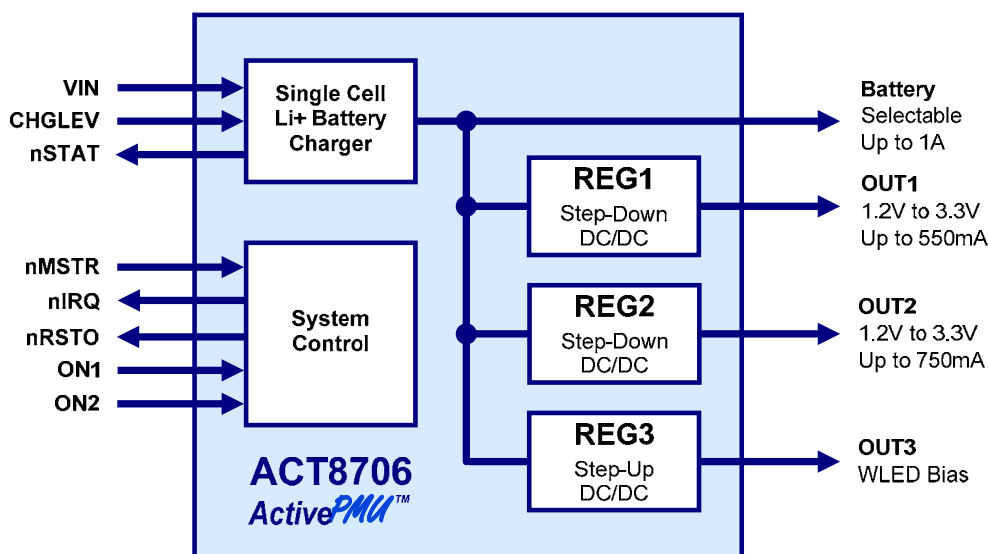 VIN
CHGLEV
nSTAT
Single Cell
Li+ Battery
Charger
Battery
Selectable
Up to 1A
REG1
Step-Down
DC/DC
OUT1
1.2V to 3.3V
Up to 550mA
nMSTR
nIRQ
nRSTO
ON1
ON2
System
Control
REG2
Step-Down
DC/DC
OUT2
1.2V to 3.3V
Up to 750mA
REG3
Step-Up
DC/DC
OUT3
WLED Bias
ACT8706
ActivePMU™